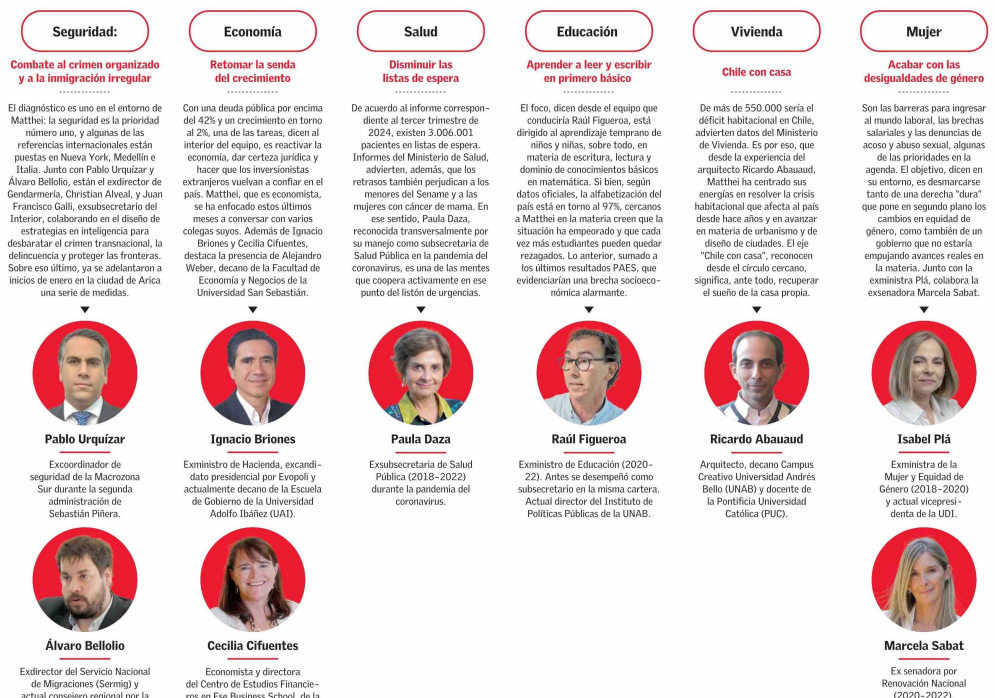 Seguridad:
Combate al crimen organizado
y a la inmigración irregular
El diagnóstico es uno en el entorno de
Matthei: la seguridad es la prioridad
número uno, y algunas de las
referencias internacionales están
puestas en Nueva York, Medellín e
Italia. Junto con Pablo Urquízar y
Álvaro Bellolio, están el exdirector de
Gendarmería, Christian Alveal, y Juan
Francisco Galli, exsubsecretario del
Interior, colaborando en el diseño de
estrategias en inteligencia para
desbaratar el crimen transnacional, la
delincuencia y proteger las fronteras.
Sobre eso último, ya se adelantaron a
inicios de enero en la ciudad de Arica
una serie de medidas.
Pablo Urquízar
Excoordinador de
seguridad de la Macrozona
Sur durante la segunda
administración de
Sebastián Piñera.
Álvaro Bellolio
Exdirector del Servicio Nacional
de Migraciones (Sermig) y
actual consejero regional por la
Economía
Retomar la senda
del crecimiento
Con una deuda pública por encima
del 42% y un crecimiento en torno
al 2%, una de las tareas, dicen al
interior del equipo, es reactivar la
economía, dar certeza jurídica y
hacer que los inversionistas
extranjeros vuelvan a confiar en el
país. Matthei, que es economista,
se ha enfocado estos últimos
meses a conversar con varios
colegas suyos. Además de Ignacio
Briones y Cecilia Cifuentes,
destaca la presencia de Alejandro
Weber, decano de la Facultad de
Economía y Negocios de la
Universidad San Sebastián.
Ignacio Briones
Exministro de Hacienda, excandi-
dato presidencial por Evopoli y
actualmente decano de la Escuela
de Gobierno de la Universidad
Adolfo Ibáñez (UAI).
Cecilia Cifuentes
Economista y directora
del Centro de Estudios Financie-
ros en Ese Business School, de la
Salud
Disminuir las
listas de espera
De acuerdo al informe correspon-
diente al tercer trimestre de
2024, existen 3.006.001
pacientes en listas de espera.
Informes del Ministerio de Salud,
advierten, además, que los
retrasos también perjudican a los
menores del Sename y a las
mujeres con cáncer de mama. En
ese sentido, Paula Daza,
reconocida transversalmente por
su manejo como subsecretaria de
Salud Pública en la pandemia del
coronavirus, es una de las mentes
que coopera activamente en ese
punto del listón de urgencias.
Paula Daza
Exsubsecretaria de Salud
Pública (2018-2022)
durante la pandemia del
coronavirus.
Educación
Aprender a leer y escribir
en primero básico
El foco, dicen desde el equipo que
conduciría Raúl Figueroa, está
dirigido al aprendizaje temprano de
niños y niñas, sobre todo, en
materia de escritura, lectura y
dominio de conocimientos básicos
en matemática. Si bien, según
datos oficiales, la alfabetización del
país está en torno al 97%, cercanos
a Matthei en la materia creen que la
situación ha empeorado y que cada
vez más estudiantes pueden quedar
rezagados. Lo anterior, sumado a
los últimos resultados PAES, que
evidenciarían una brecha socioeco-
nómica alarmante.
Raúl Figueroa
Exministro de Educación (2020-
22). Antes se desempeñó como
subsecretario en la misma cartera.
Actual director del Instituto de
Políticas Públicas de la UNAB.
Vivienda
Chile con casa
De más de 550.000 sería el
déficit habitacional en Chile,
advierten datos del Ministerio
de Vivienda. Es por eso, que
desde la experiencia del
arquitecto Ricardo Abauaud,
Matthei ha centrado sus
energías en resolver la crisis
habitacional que afecta al país
desde hace años y en avanzar
en materia de urbanismo y de
diseño de ciudades. El eje
"Chile con casa", reconocen
desde el círculo cercano,
significa, ante todo, recuperar
el sueño de la casa propia.
Ricardo Abauaud
Arquitecto, decano Campus
Creativo Universidad Andrés
Bello (UNAB) y docente de
la Pontificia Universidad
Católica (PUC).
Mujer
Acabar con las
desigualdades de género
Son las barreras para ingresar
al mundo laboral, las brechas
salariales y las denuncias de
acoso y abuso sexual, algunas
de las prioridades en la
agenda. El objetivo, dicen en
su entorno, es desmarcarse
tanto de una derecha "dura"
que pone en segundo plano los
cambios en equidad de
género, como también de un
gobierno que no estaría
empujando avances reales en
la materia. Junto con la
exministra Plá, colabora la
exsenadora Marcela Sabat.
Isabel Plá
Exministra de la
Mujer y Equidad de
Género (2018-2020)
y actual vicepresi-
denta de la UDI.
Marcela Sabat
Ex senadora por
Renovación Nacional
(2020-2022).